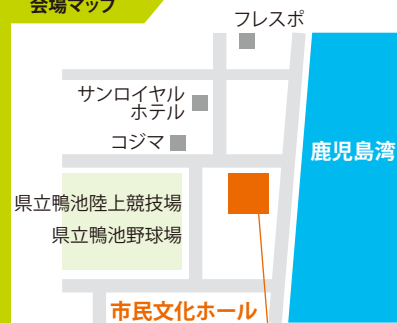 会場マップ
フレスポ
サンロイヤル
ホテル
コジマ
鹿児島湾
県立鴨池陸上競技場
県立鴨池野球場
市民文化ホール